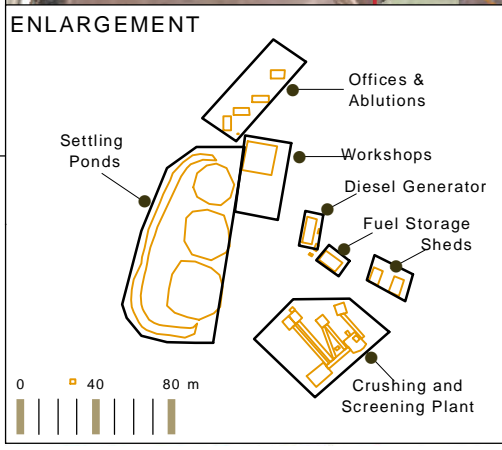 ENLARGEMENT
Offices &
Ablutions
Settling
Ponds
Workshops
Diesel Generator
Fuel Storage
Sheds
0 40 80 m
Crushing and
Screening Plant